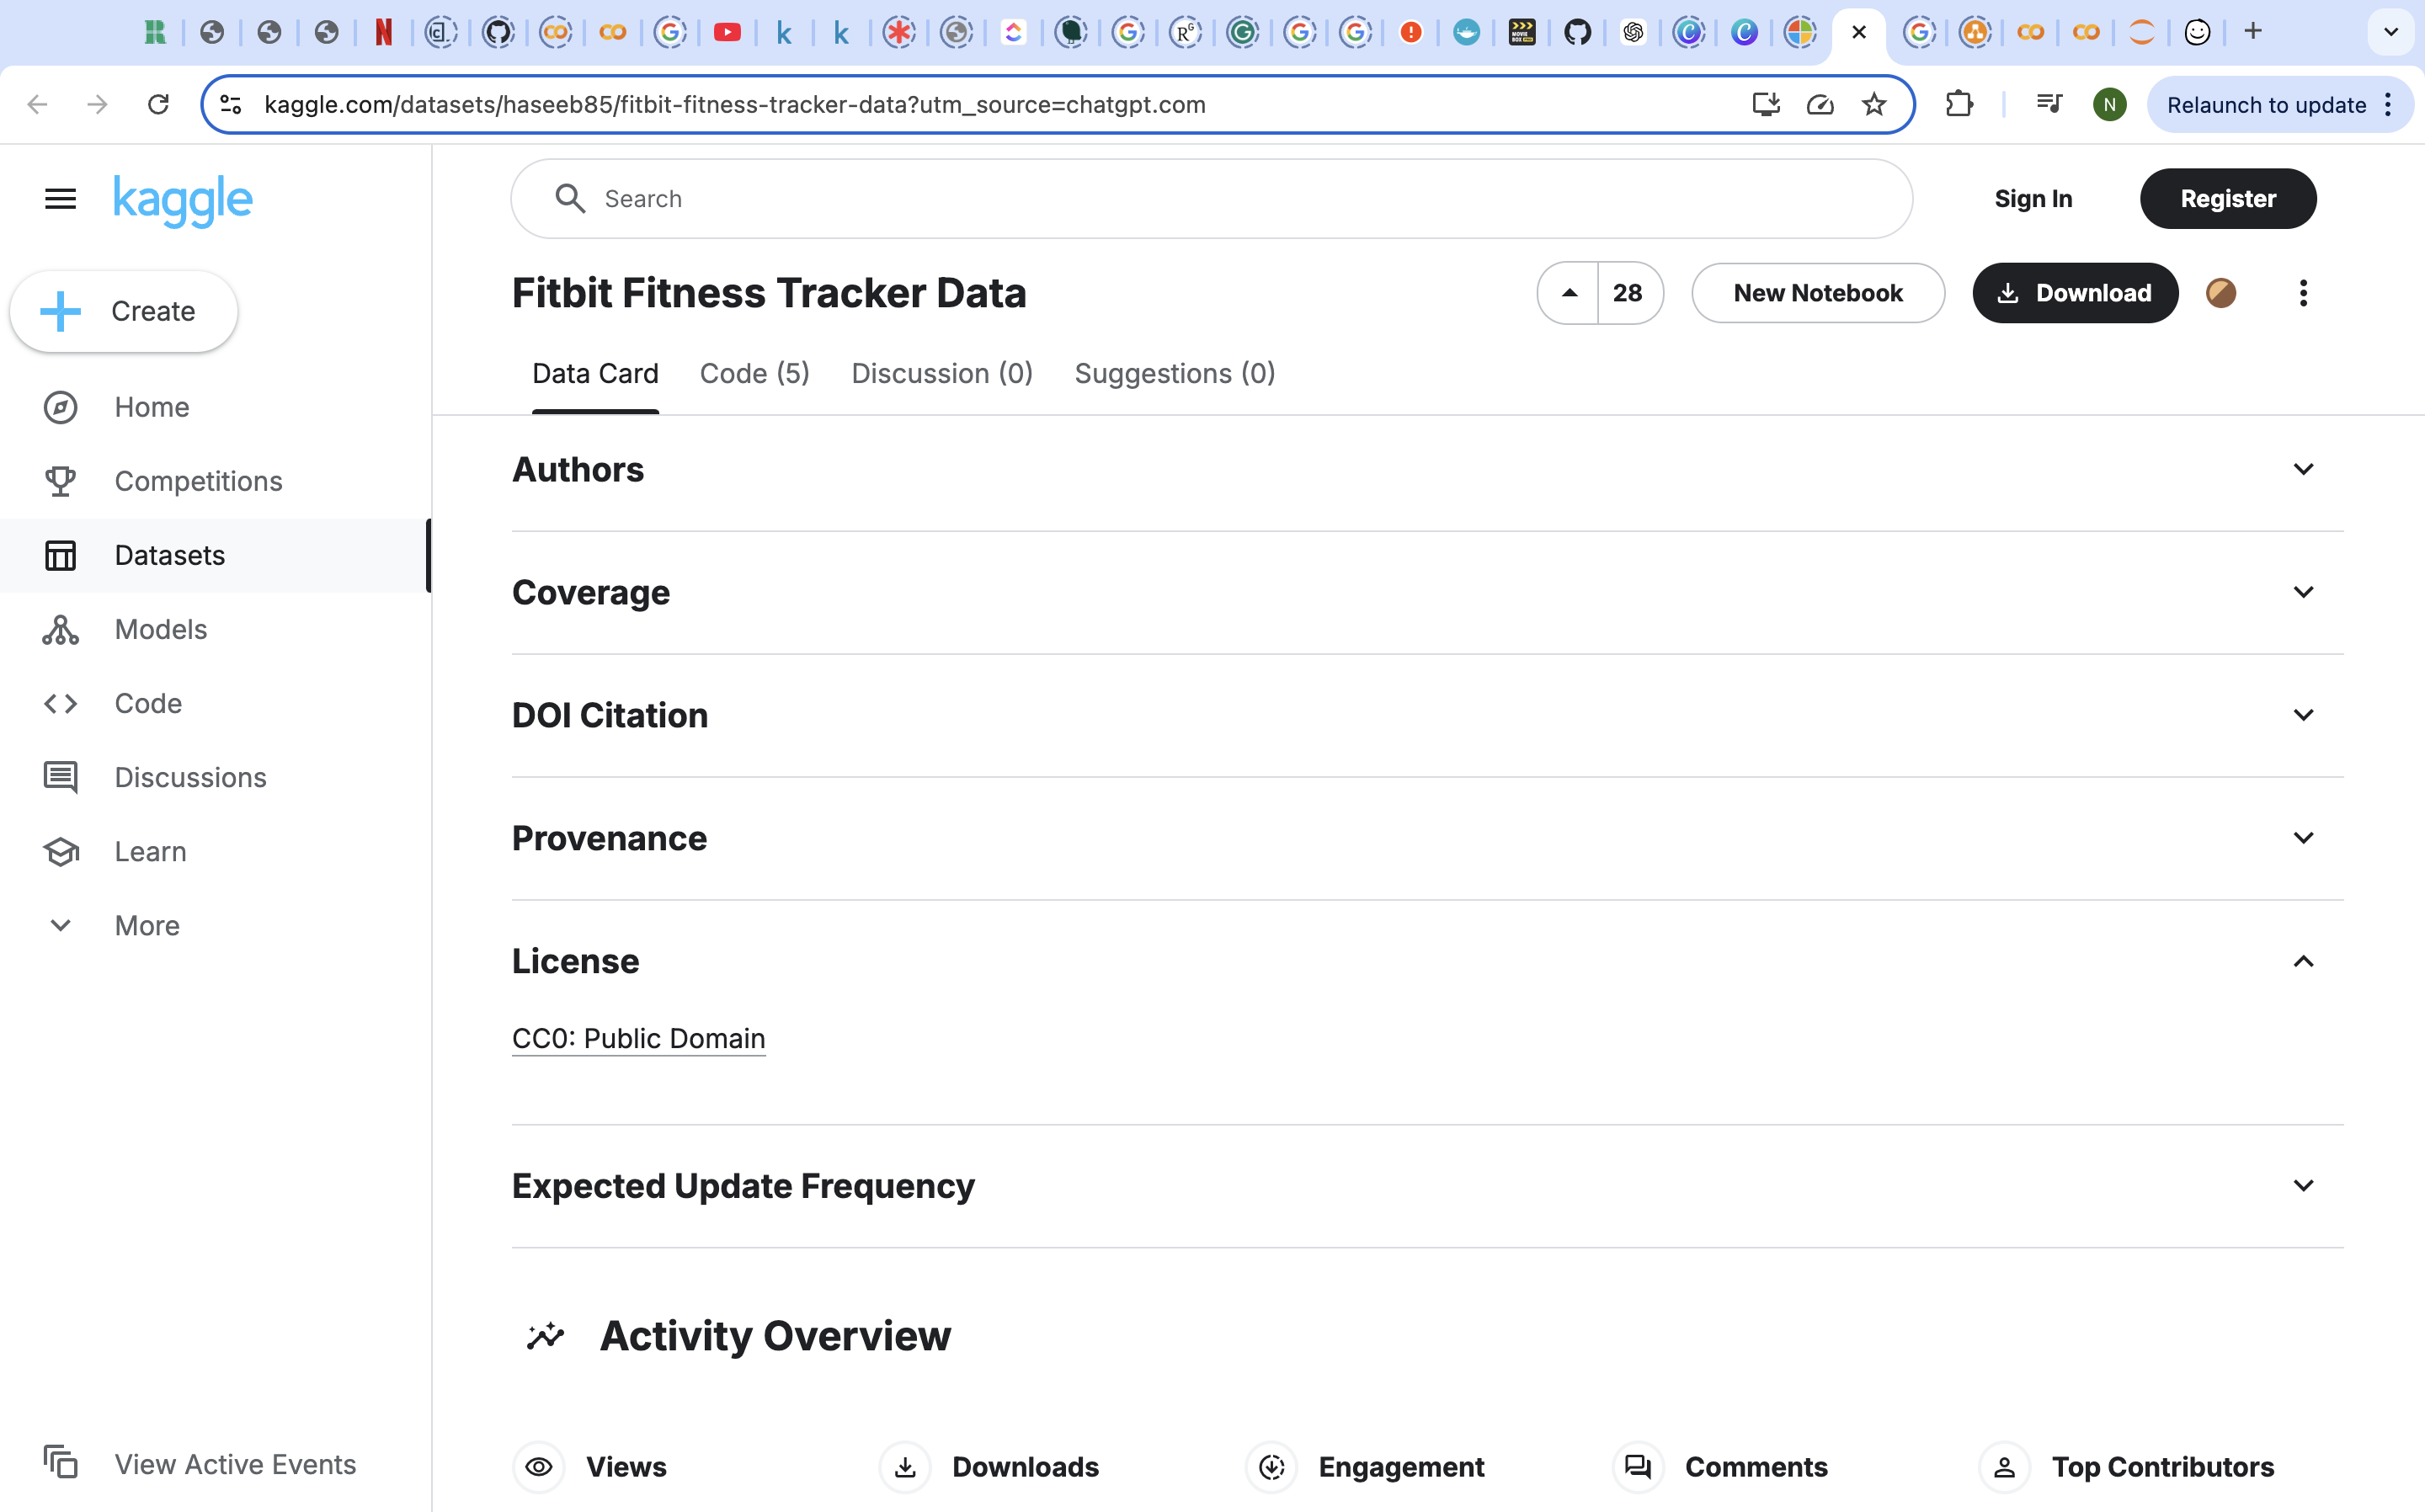 kaggle.com/datasets/haseeb85/fitbit-fitness-tracker-data?utm_source=chatgpt.com
N
Relaunch to update
kaggle
Search
Sign In
Register
Create
Fitbit Fitness Tracker Data
28
New Notebook
Download
Data Card
Code (5)
Discussion (0)
Suggestions (0)
Home
Competitions
Datasets
Models
Code
Discussions
Learn
More
View Active Events
Authors
Coverage
DOI Citation
Provenance
License
CC0: Public Domain
Expected Update Frequency
Activity Overview
Views
Downloads
Engagement
Comments
Top Contributors